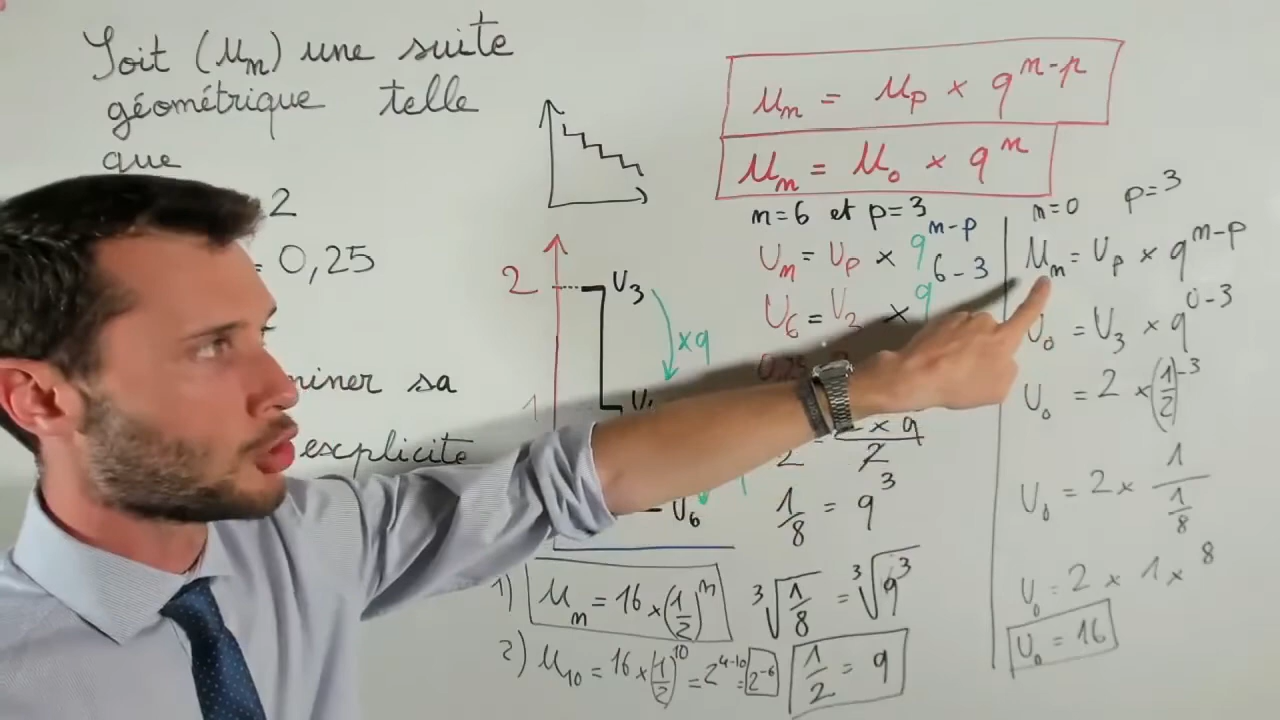 Soit (Un) une suite
géométrique telle
que
2
= 0,25
miner sa
explicite
Un = Up × q^n-p
Un = U0 × q^n
2
U3
×q
1
U6
n=6 et p=3
Un = Up × q^n-p
U6 = U3 × q^6-3
0,25
2 × q
2
1/8 = q^3
∛1/8 = ∛q^3
1/2 = q
n=0 p=3
Un = Up × q^n-p
U0 = U3 × q^0-3
U0 = 2 × (1/2)^-3
U0 = 2 × 1/(1/8)
U0 = 2 × 1 × 8
U0 = 16
1) Un = 16 × (1/2)^n
2) U10 = 16 × (1/2)^10 = 2^4-10 = 2^-6